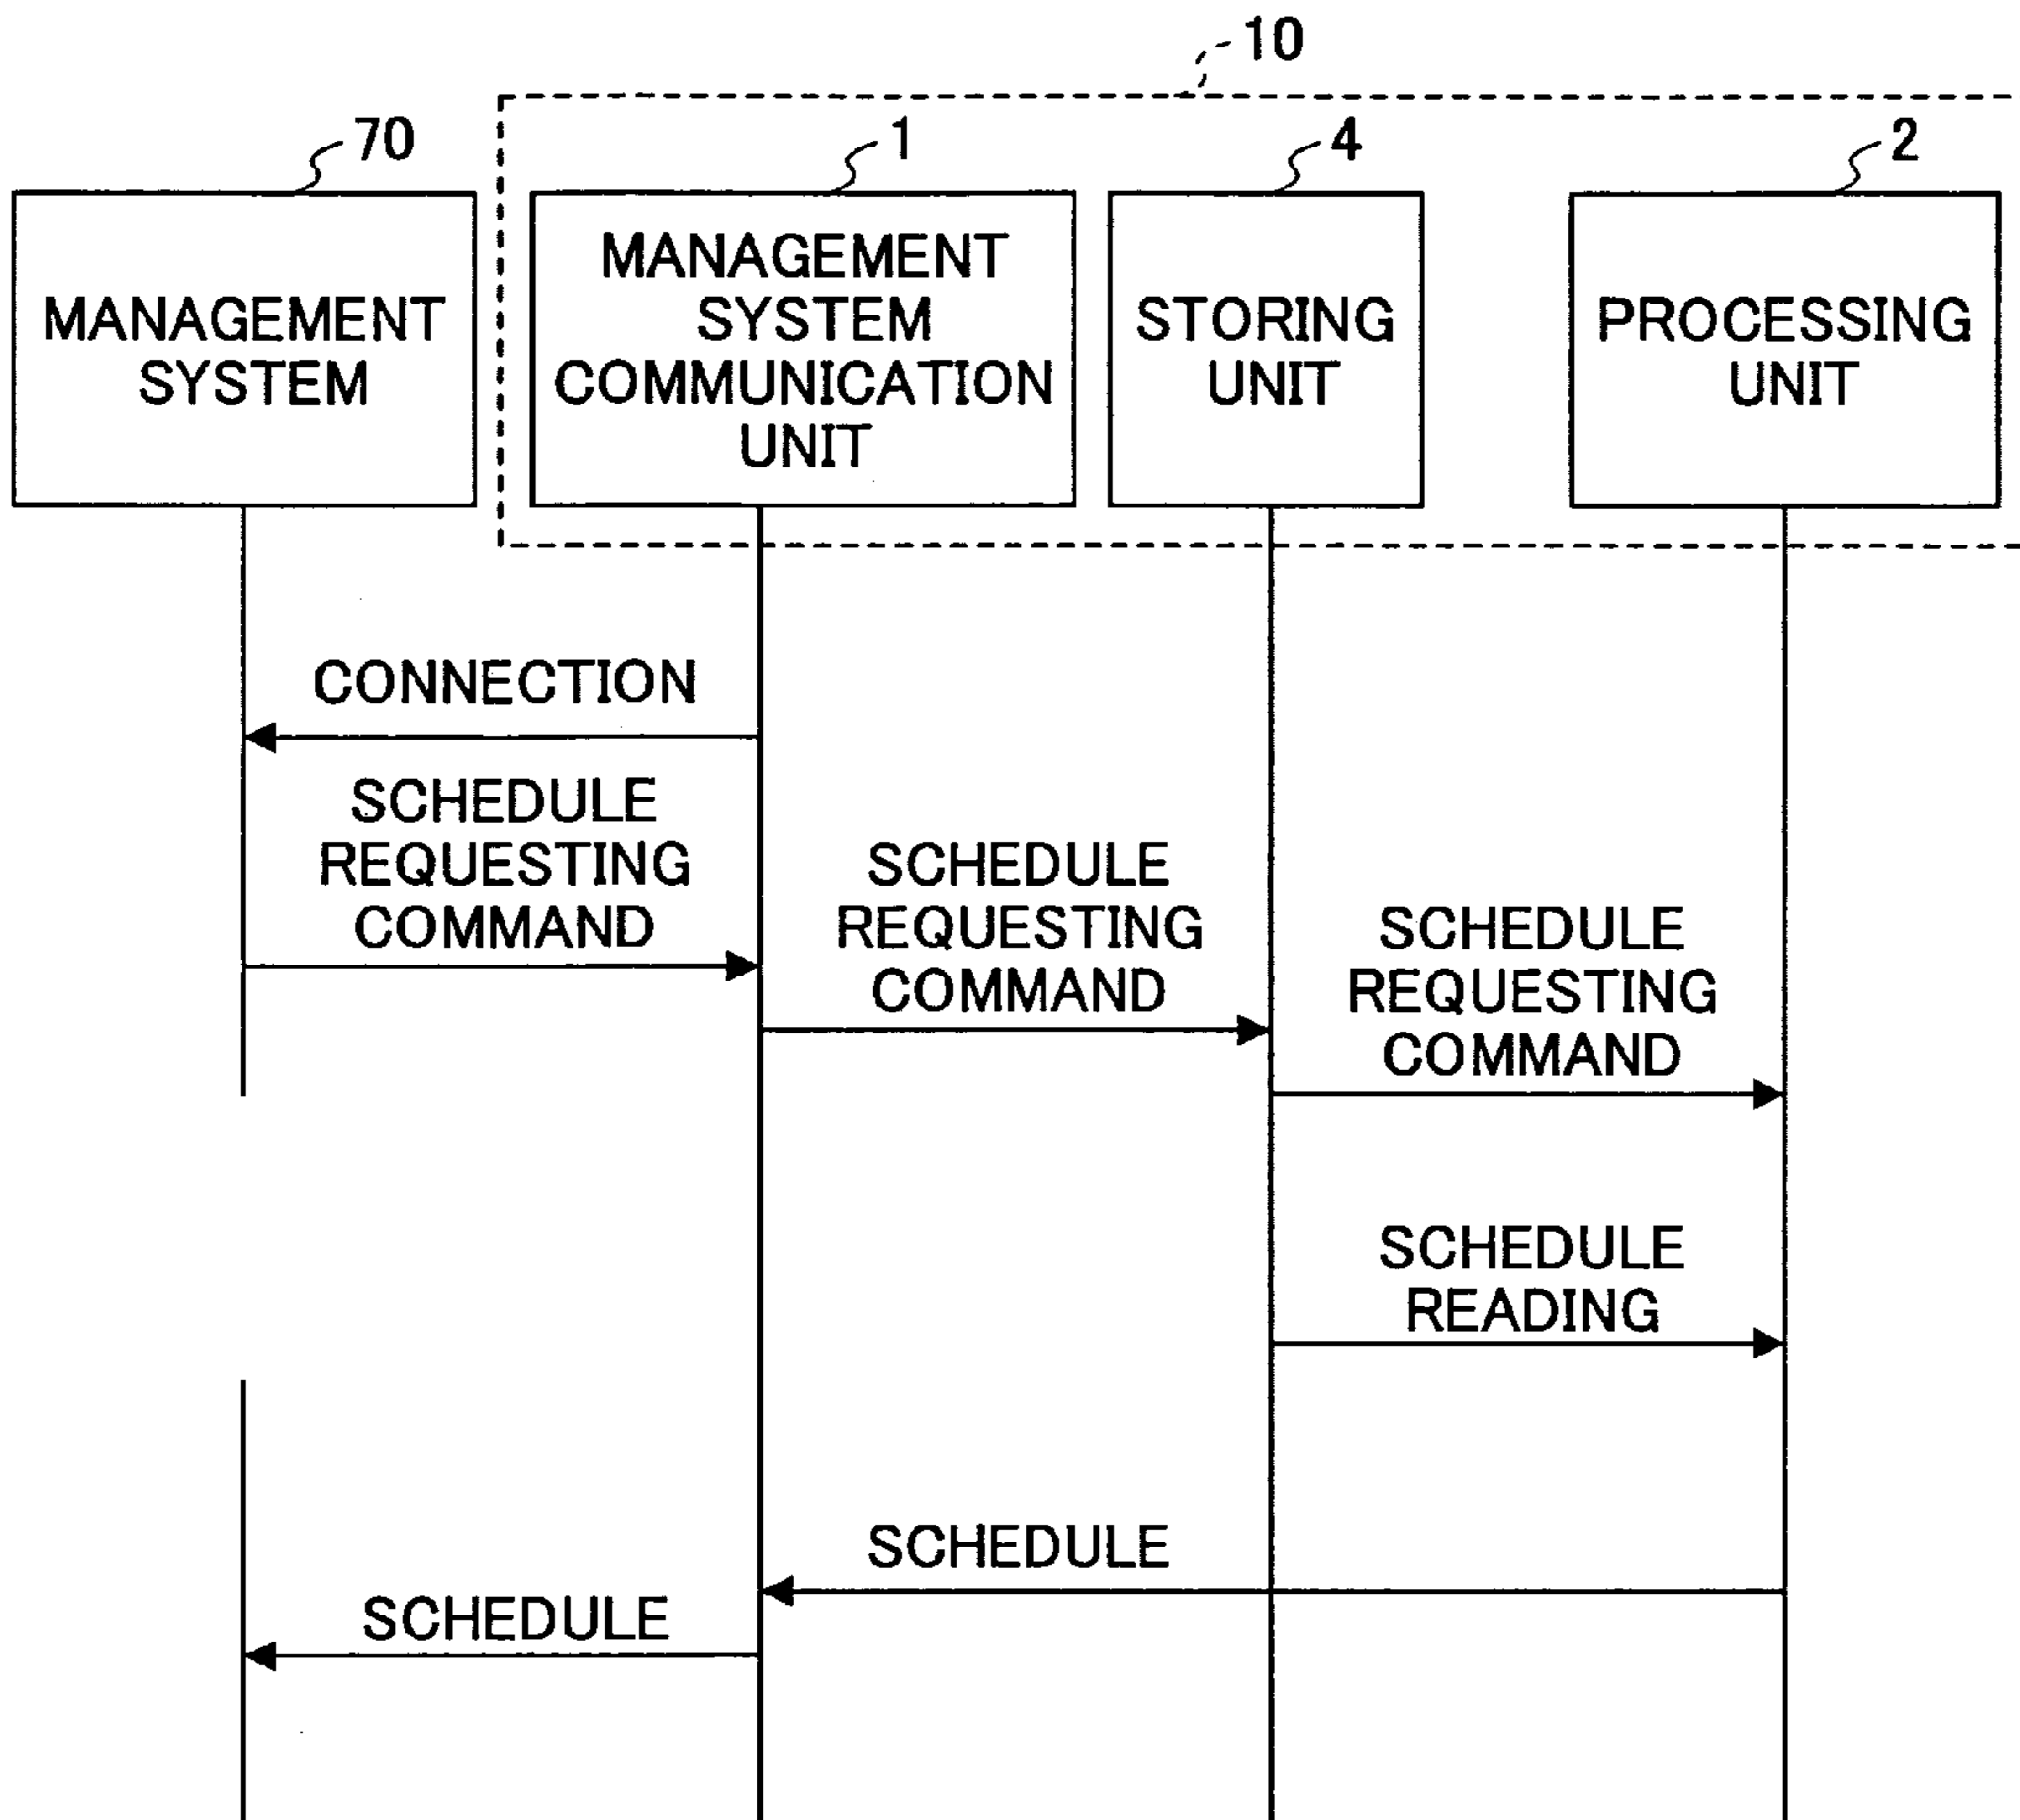 10
70
1
4
2
MANAGEMENT
SYSTEM
MANAGEMENT
SYSTEM
COMMUNICATION
UNIT
STORING
UNIT
PROCESSING
UNIT
CONNECTION
SCHEDULE
REQUESTING
COMMAND
SCHEDULE
REQUESTING
COMMAND
SCHEDULE
REQUESTING
COMMAND
SCHEDULE
READING
SCHEDULE
SCHEDULE